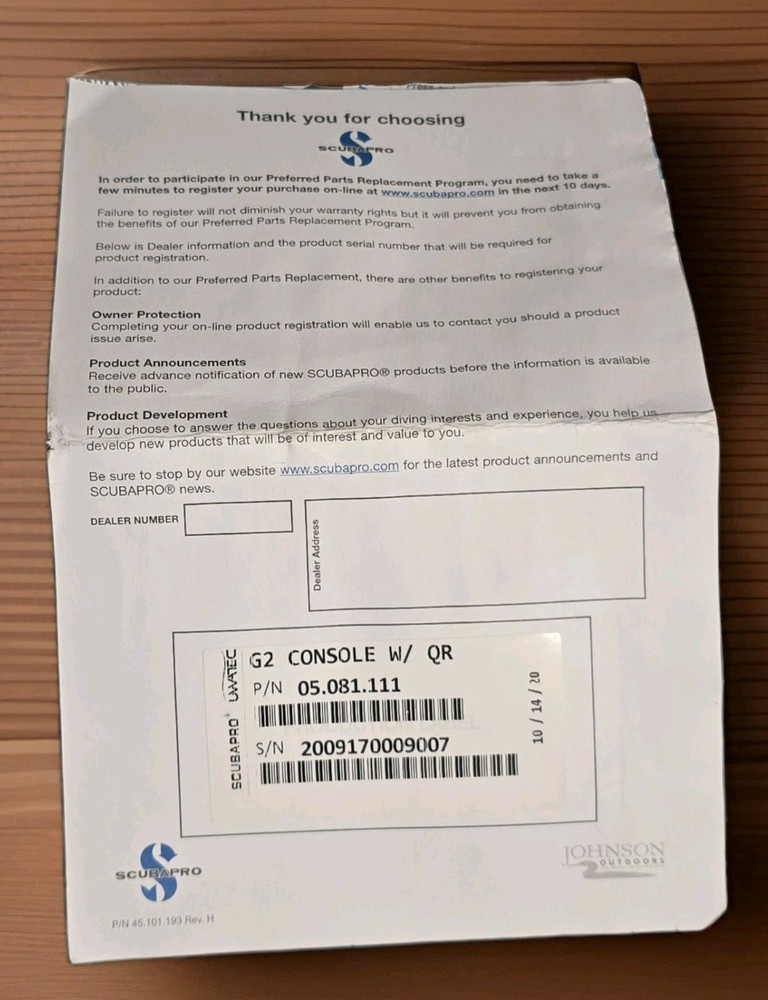 Thank you for choosing
SCUBAPRO
In order to participate in our Preferred Parts Replacement Program, you need to take a
few minutes to register your purchase on-line at www.scubapro.com in the next 10 days.
Failure to register will not diminish your warranty rights but it will prevent you from obtaining
the benefits of our Preferred Parts Replacement Program.
Below is Dealer information and the product serial number that will be required for
product registration.
In addition to our Preferred Parts Replacement, there are other benefits to registering your
product:
Owner Protection
Completing your on-line product registration will enable us to contact you should a product
issue arise.
Product Announcements
Receive advance notification of new SCUBAPRO® products before the information is available
to the public.
Product Development
If you choose to answer the questions about your diving interests and experience, you help us
develop new products that will be of interest and value to you.
Be sure to stop by our website www.scubapro.com for the latest product announcements and
SCUBAPRO® news.
DEALER NUMBER
Dealer Address
SCUBAPRO® UWATEC
G2 CONSOLE W/ QR
P/N 05.081.111
S/N 2009170009007
10 / 14 / 20
SCUBAPRO
JOHNSON
OUTDOORS
P/N 45.101.193 Rev. H